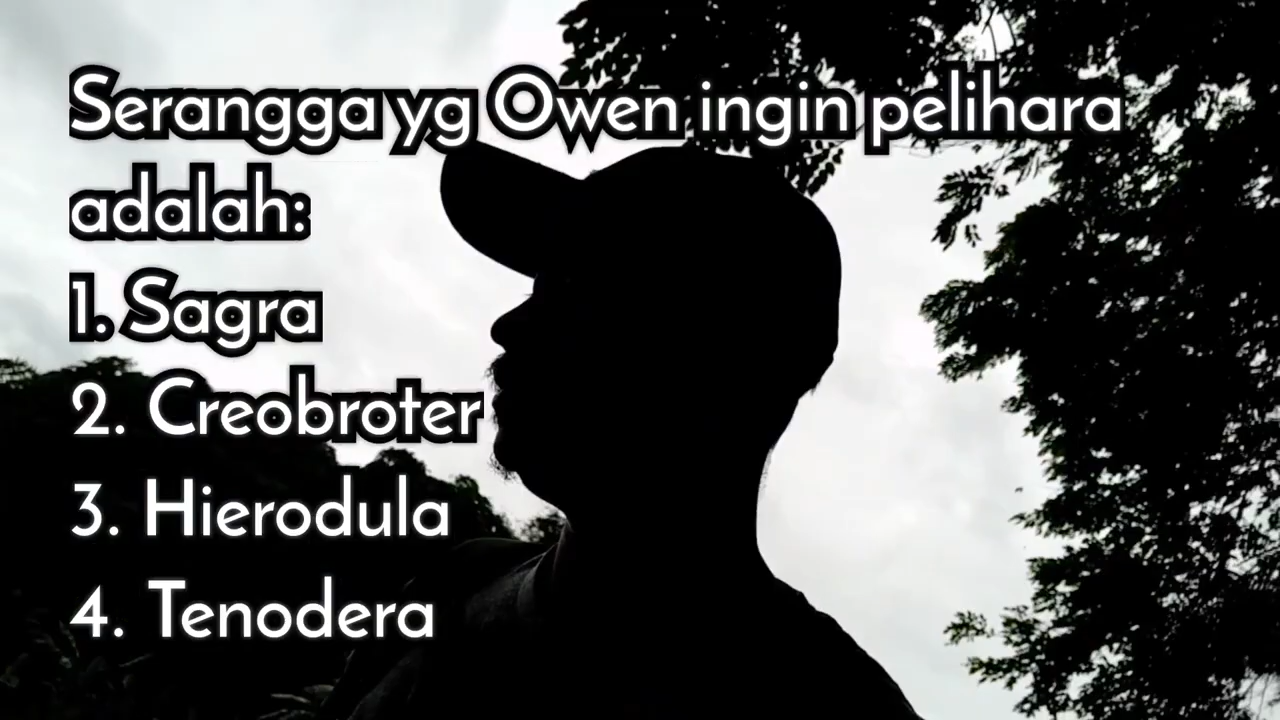 Serangga yg Owen ingin pelihara
adalah:
1. Sagra
2. Creobroter
3. Hierodula
4. Tenodera